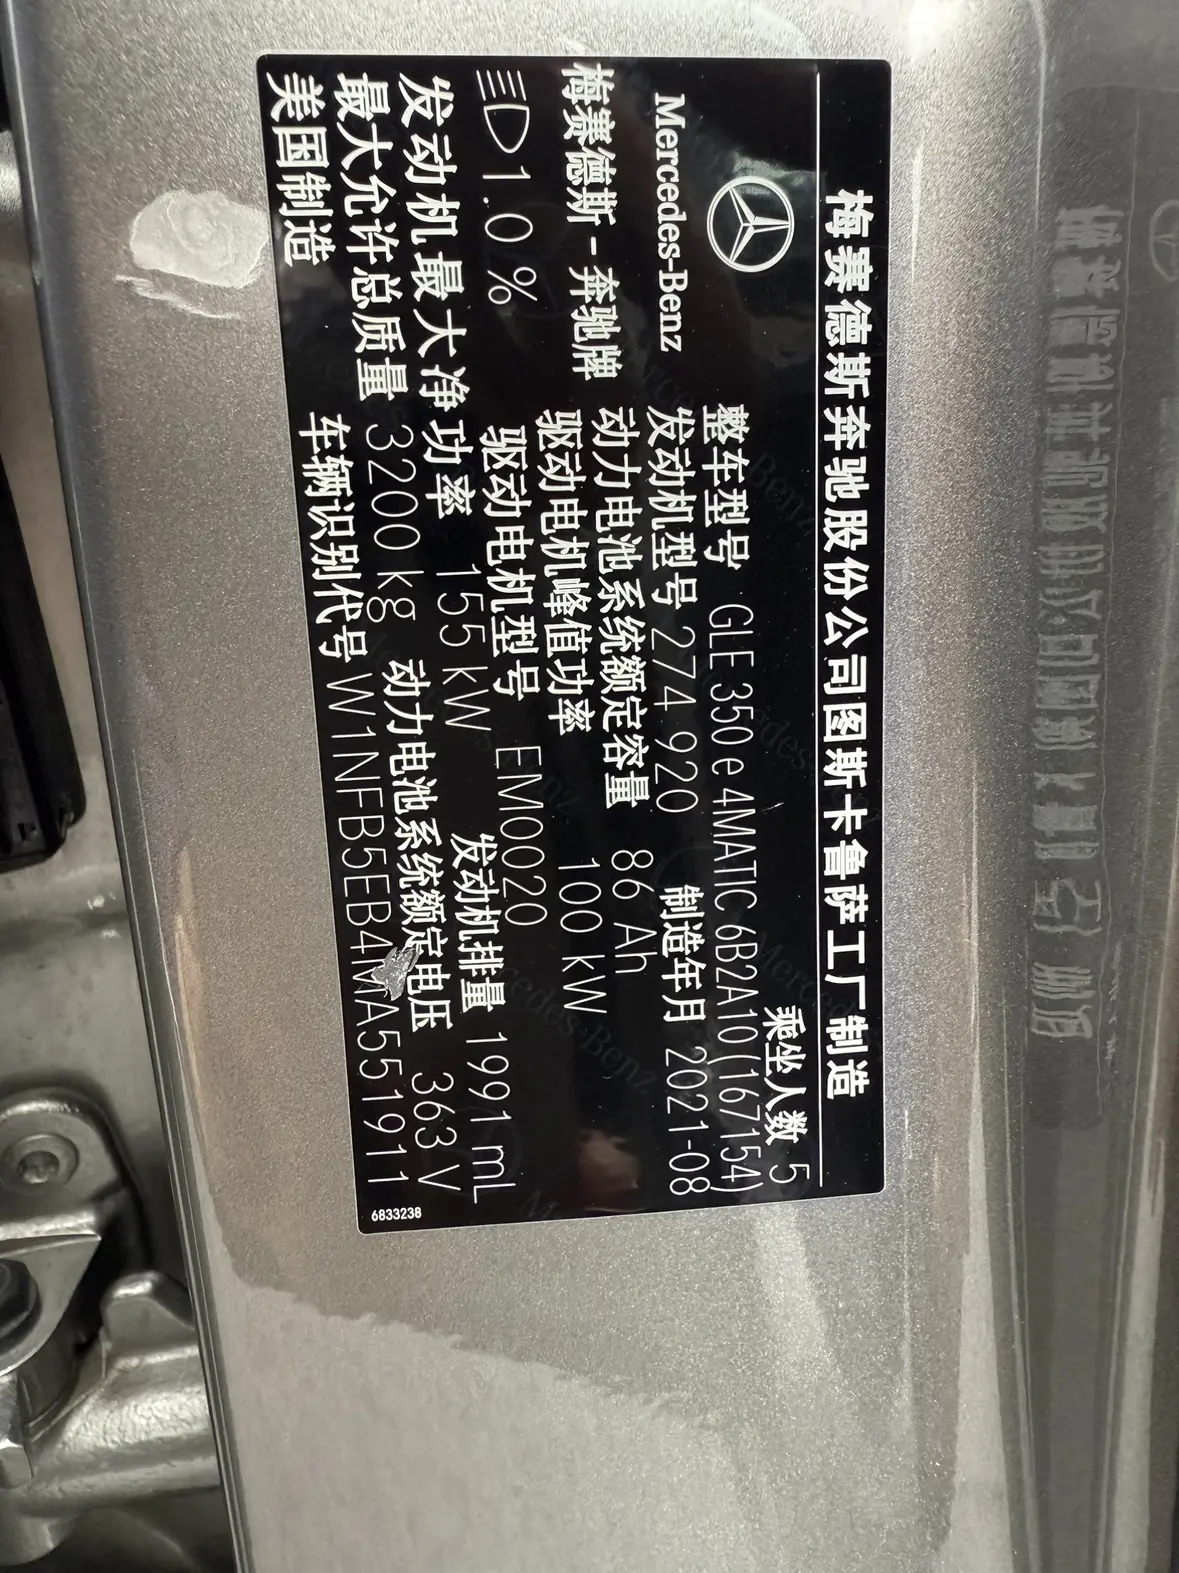 梅赛德斯奔驰股份公司图斯卡鲁萨工厂制造
乘坐人数 5
Mercedes-Benz
整车型号 GLE 350 e 4MATIC 6B2A10(167154)
发动机型号 274 920 制造年月 2021-08
梅赛德斯-奔驰牌 动力电池系统额定容量 86 Ah
驱动电机峰值功率 100 kW
1.0 % 驱动电机型号 EM0020
发动机最大净功率 155 kW 发动机排量 1991 mL
最大允许总质量 3200 kg 动力电池系统额定电压 363 V
美国制造 车辆识别代号 W1NFB5EB4MA551911
6833238